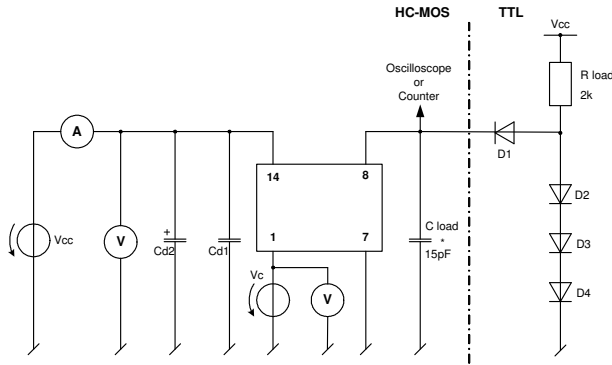 HC-MOS
TTL
Vcc
Oscilloscope
or
Counter
R load
2k
A
D1
14
8
D2
1
7
Vcc
V
+
Cd2
Cd1
C load
*
15pF
D3
Vc
V
D4